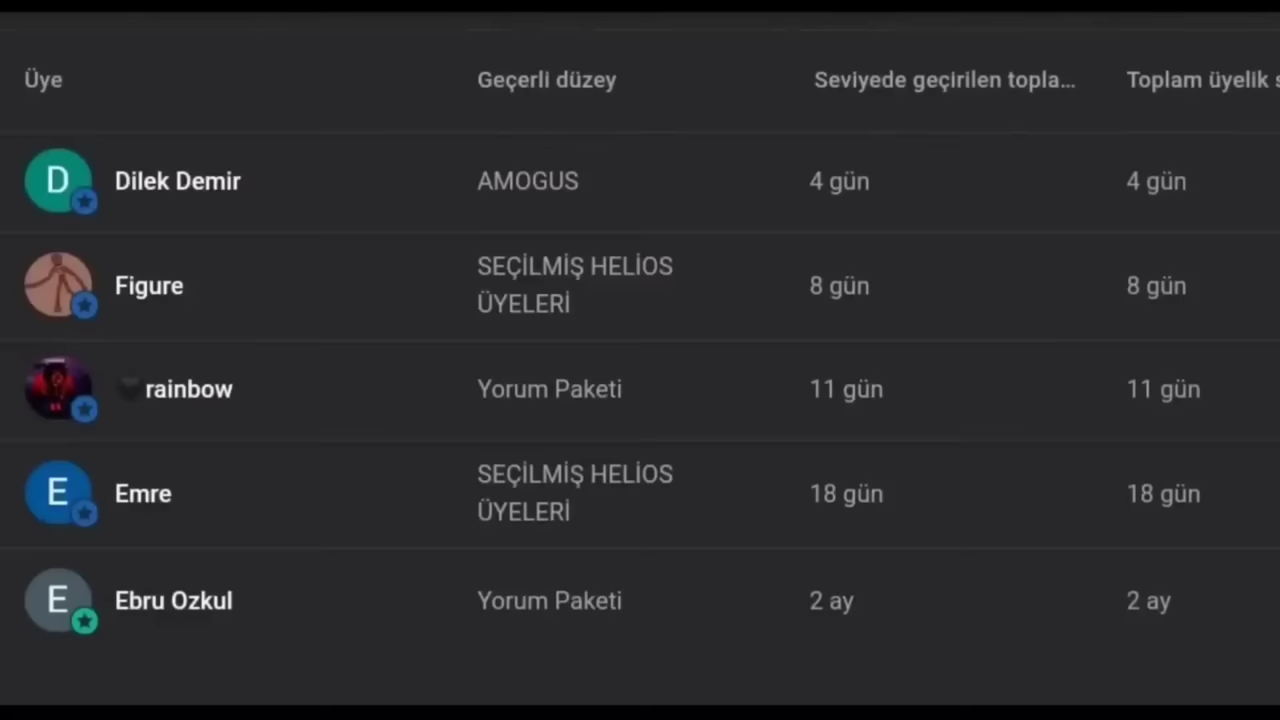 Üye Geçerli düzey Seviyede geçirilen topla... Toplam üyelik s
D Dilek Demir AMOGUS 4 gün 4 gün
Figure SEÇİLMİŞ HELİOS ÜYELERİ 8 gün 8 gün
rainbow Yorum Paketi 11 gün 11 gün
E Emre SEÇİLMİŞ HELİOS ÜYELERİ 18 gün 18 gün
E Ebru Ozkul Yorum Paketi 2 ay 2 ay